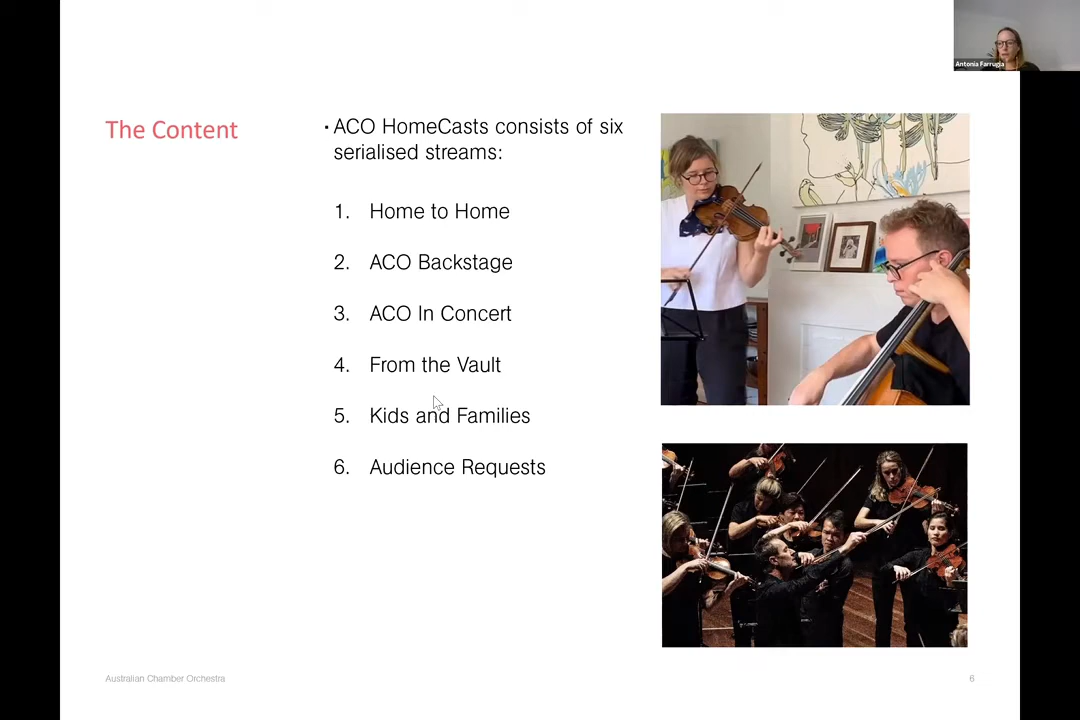 Antonia Farrugia
The Content
• ACO HomeCasts consists of six
serialised streams:
1. Home to Home
2. ACO Backstage
3. ACO In Concert
4. From the Vault
5. Kids and Families
6. Audience Requests
Australian Chamber Orchestra
6